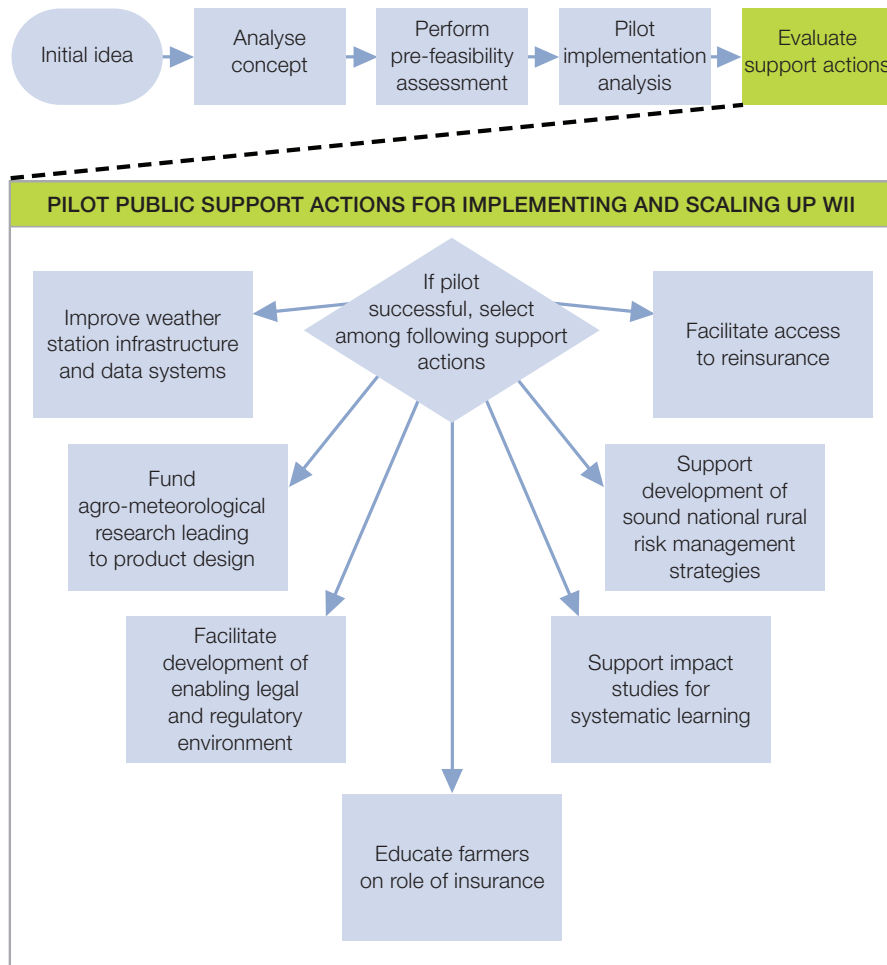 Initial idea
Analyse
concept
Perform
pre-feasibility
assessment
Pilot
implementation
analysis
Evaluate
support actions
PILOT PUBLIC SUPPORT ACTIONS FOR IMPLEMENTING AND SCALING UP WII
If pilot
successful, select
among following support
actions
Improve weather
station infrastructure
and data systems
Facilitate access
to reinsurance
Fund
agro-meteorological
research leading
to product design
Support
development of
sound national rural
risk management
strategies
Facilitate
development of
enabling legal
and regulatory
environment
Support impact
studies for
systematic learning
Educate farmers
on role of insurance